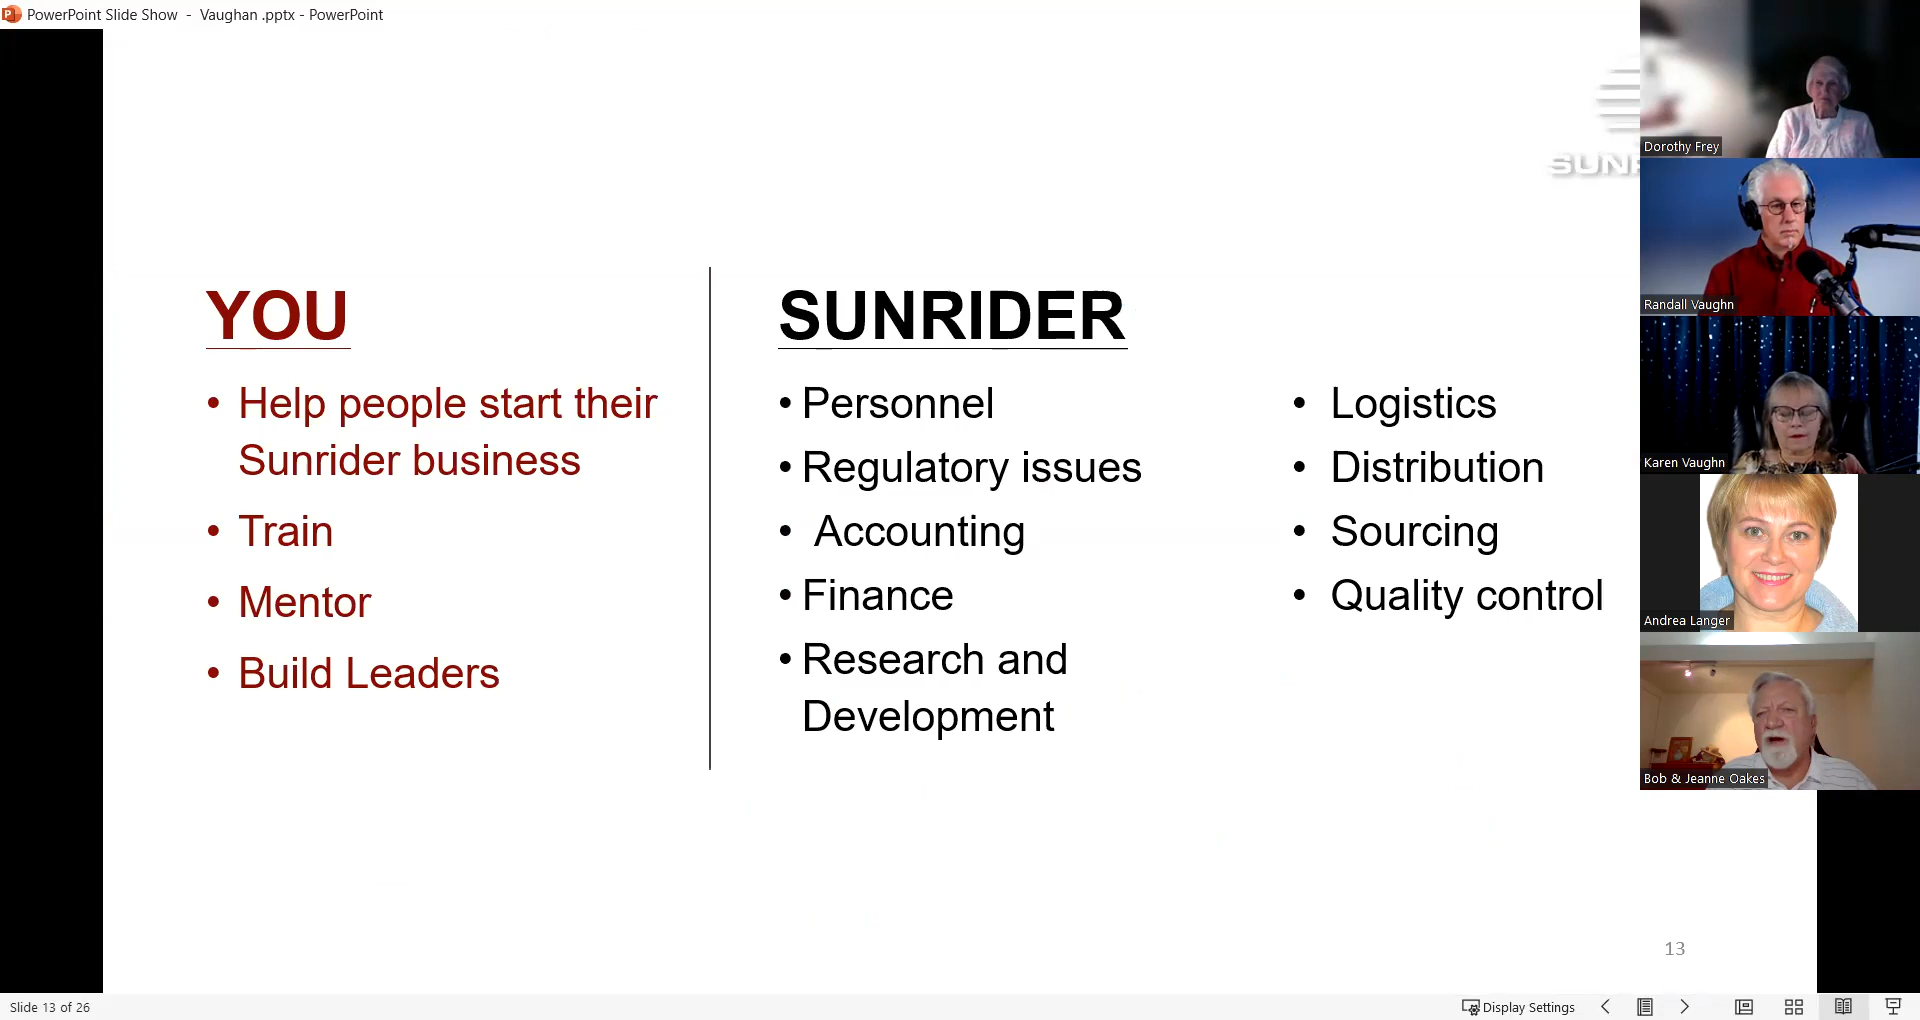 PowerPoint Slide Show - Vaughan .pptx - PowerPoint
SUNR
YOU
• Help people start their
Sunrider business
• Train
• Mentor
• Build Leaders
SUNRIDER
• Personnel
• Regulatory issues
• Accounting
• Finance
• Research and
Development
• Logistics
• Distribution
• Sourcing
• Quality control
13
Dorothy Frey
Randall Vaughn
Karen Vaughn
Andrea Langer
Bob & Jeanne Oakes
Slide 13 of 26
Display Settings